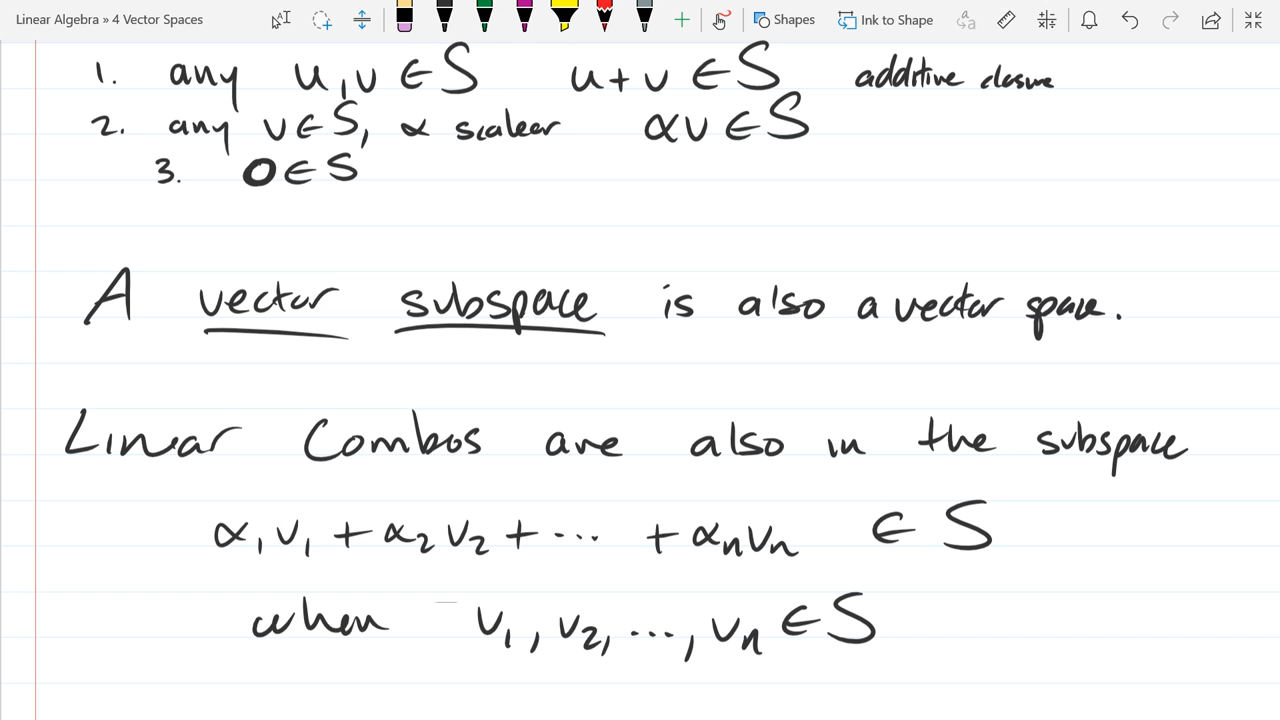 Linear Algebra » 4 Vector Spaces Shapes Ink to Shape
1. any u,v ∈ S u+v ∈ S additive closure
2. any v∈S, α scalar αv ∈ S
3. 0 ∈ S
A vector subspace is also a vector space.
Linear Combos are also in the subspace
α₁v₁ + α₂v₂ + ... + αₙvₙ ∈ S
when v₁, v₂, ..., vₙ ∈ S